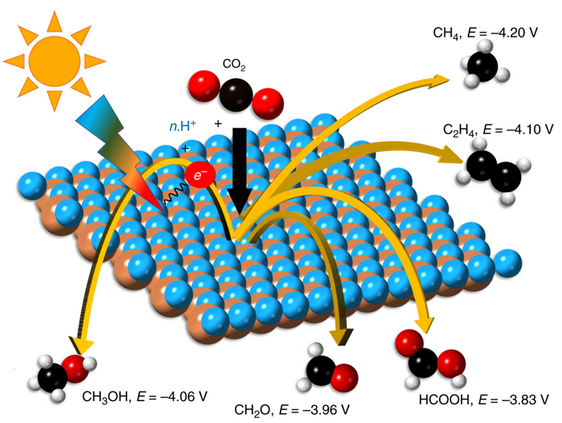 CH₄, E = −4.20 V
CO₂
n.H⁺ +
+
e⁻
C₂H₄, E = −4.10 V
CH₃OH, E = −4.06 V
CH₂O, E = −3.96 V
HCOOH, E = −3.83 V